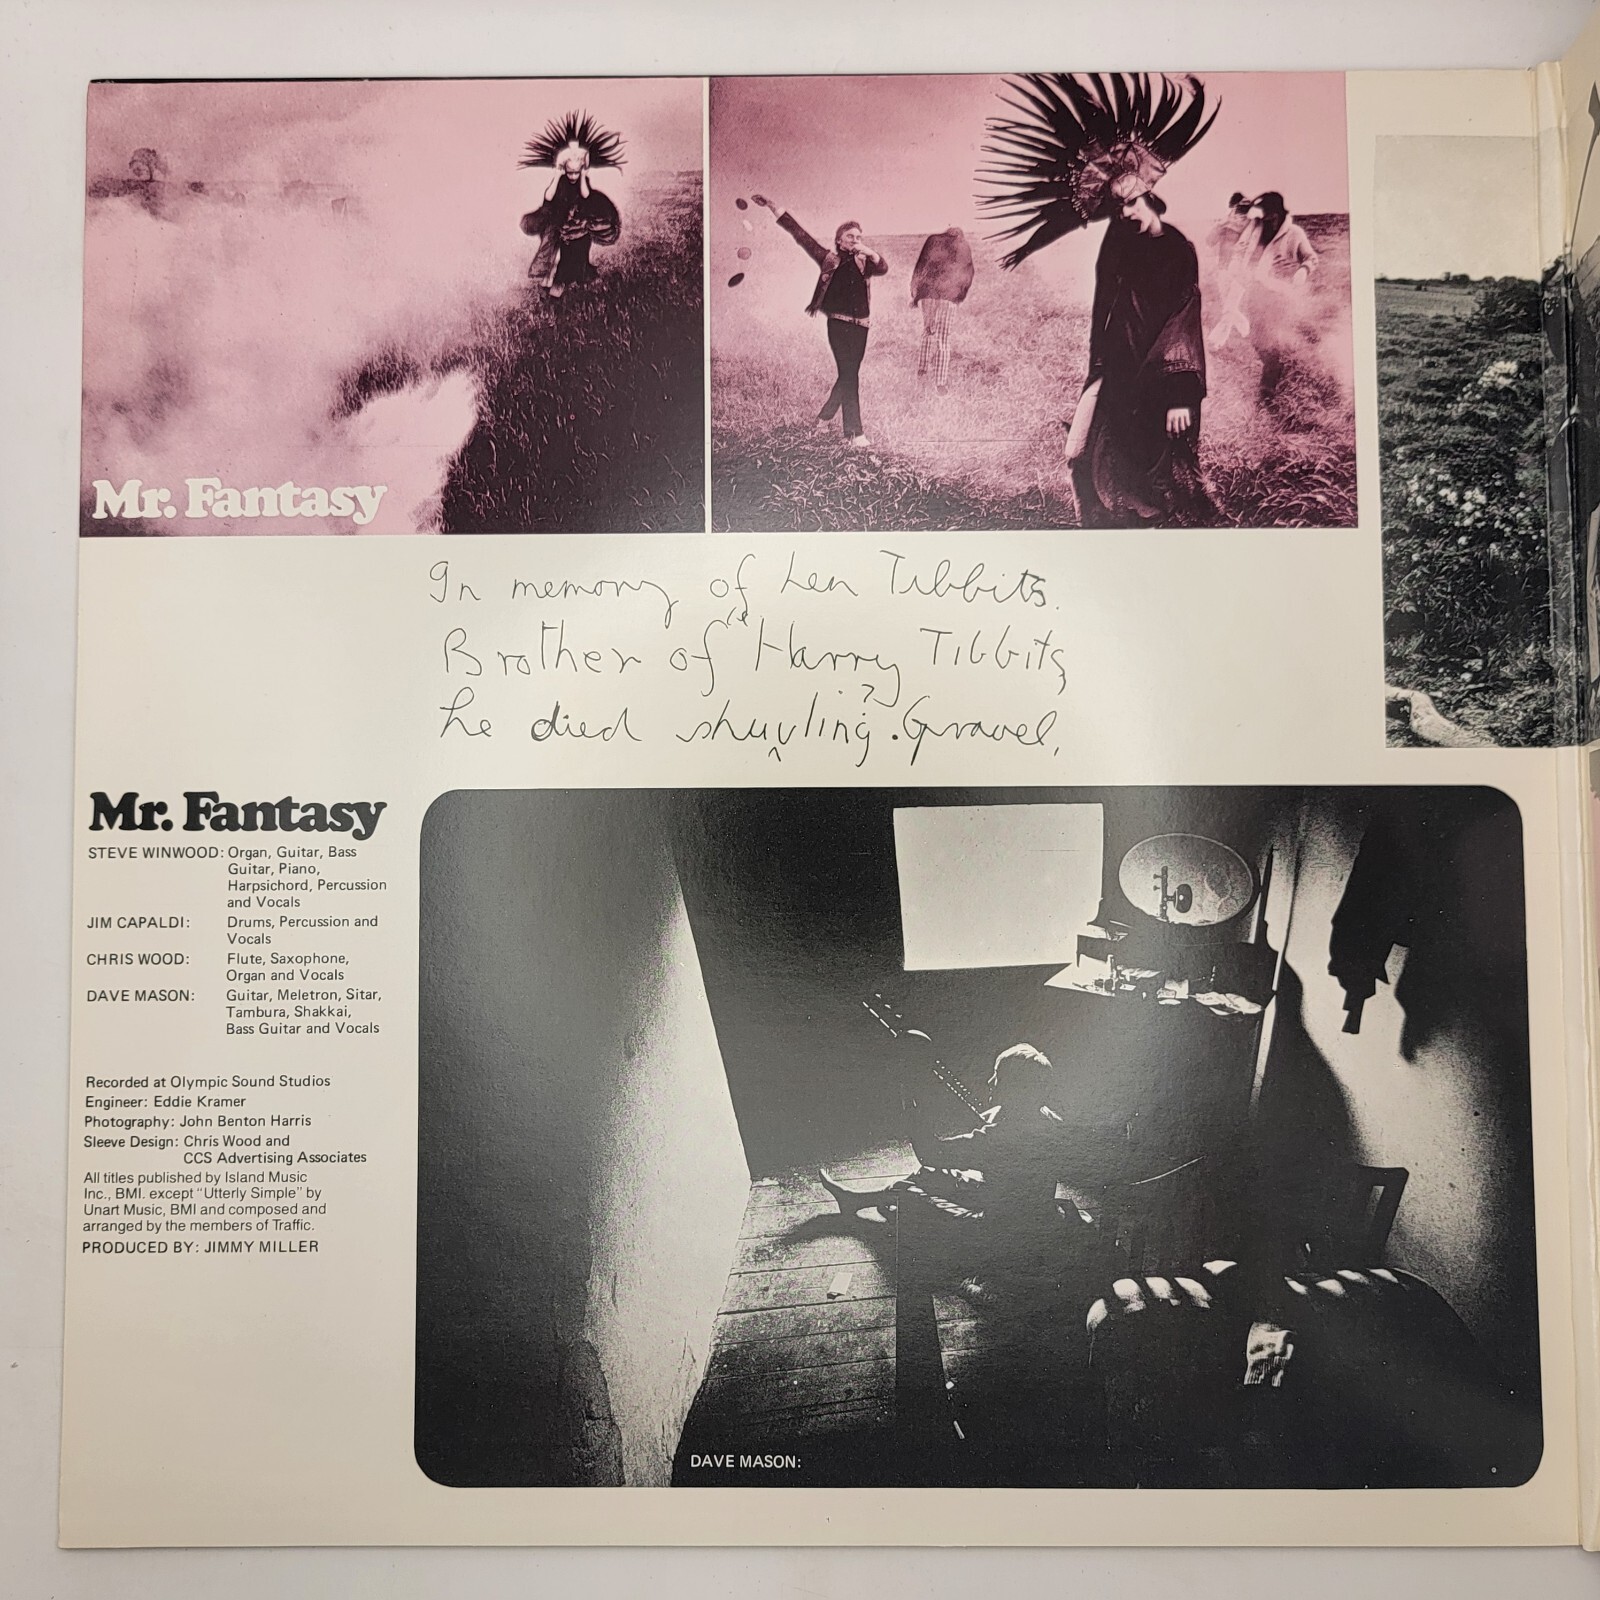 Mr. Fantasy
In memory of Len Tibbits.
Brother of Harry Tibbits
he died shuvling. Gravel,
Mr. Fantasy
STEVE WINWOOD: Organ, Guitar, Bass
Guitar, Piano,
Harpsichord, Percussion
and Vocals
JIM CAPALDI: Drums, Percussion and
Vocals
CHRIS WOOD: Flute, Saxophone,
Organ and Vocals
DAVE MASON: Guitar, Meletron, Sitar,
Tambura, Shakkai,
Bass Guitar and Vocals
Recorded at Olympic Sound Studios
Engineer: Eddie Kramer
Photography: John Benton Harris
Sleeve Design: Chris Wood and
CCS Advertising Associates
All titles published by Island Music
Inc., BMI. except "Utterly Simple" by
Unart Music, BMI and composed and
arranged by the members of Traffic.
PRODUCED BY: JIMMY MILLER
DAVE MASON: